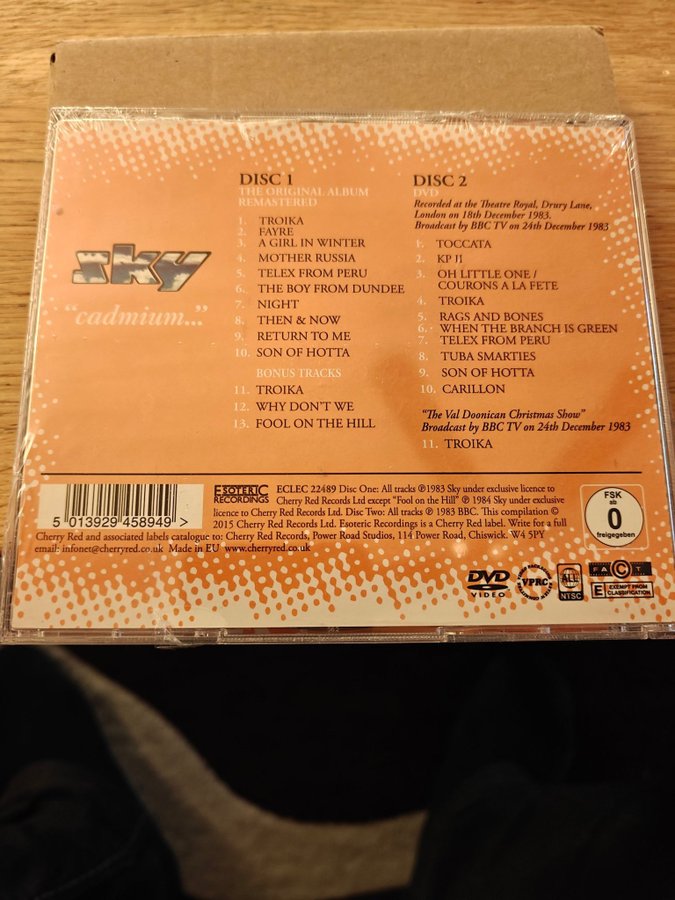 sky
"cadmium..."
DISC 1
THE ORIGINAL ALBUM
REMASTERED
1. TROIKA
2. FAYRE
3. A GIRL IN WINTER
4. MOTHER RUSSIA
5. TELEX FROM PERU
6. THE BOY FROM DUNDEE
7. NIGHT
8. THEN & NOW
9. RETURN TO ME
10. SON OF HOTTA
BONUS TRACKS
11. TROIKA
12. WHY DON'T WE
13. FOOL ON THE HILL
DISC 2
DVD
Recorded at the Theatre Royal, Drury Lane,
London on 18th December 1983.
Broadcast by BBC TV on 24th December 1983
1. TOCCATA
2. KP J1
3. OH LITTLE ONE /
COURONS A LA FETE
4. TROIKA
5. RAGS AND BONES
6. WHEN THE BRANCH IS GREEN
7. TELEX FROM PERU
8. TUBA SMARTIES
9. SON OF HOTTA
10. CARILLON
"The Val Doonican Christmas Show"
Broadcast by BBC TV on 24th December 1983
11. TROIKA
5 013929 458949 >
ESOTERIC
RECORDINGS
ECLEC 22489 Disc One: All tracks ℗1983 Sky under exclusive licence to
Cherry Red Records Ltd except "Fool on the Hill" ℗ 1984 Sky under exclusive
licence to Cherry Red Records Ltd. Disc Two: All tracks ℗ 1983 BBC. This compilation ©
2015 Cherry Red Records Ltd. Esoteric Recordings is a Cherry Red label. Write for a full
Cherry Red and associated labels catalogue to: Cherry Red Records, Power Road Studios, 114 Power Road, Chiswick. W4 5PY
email: infonet@cherryred.co.uk Made in EU www.cherryred.co.uk
FSK
ab
0
freigegeben
DVD
VIDEO
VPRC
ALL
NTSC
FACT
E EXEMPT FROM
CLASSIFICATION